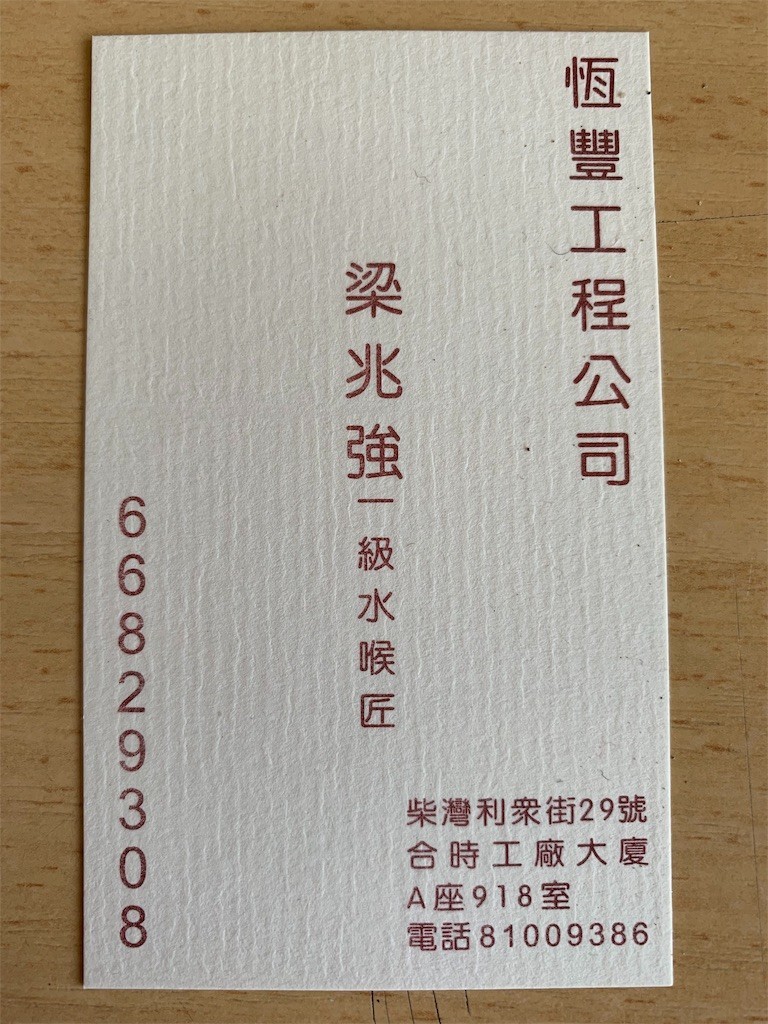 恆豐工程公司
梁兆強一級水喉匠
66829308
柴灣利衆街29號
合時工廠大廈
A座918室
電話81009386